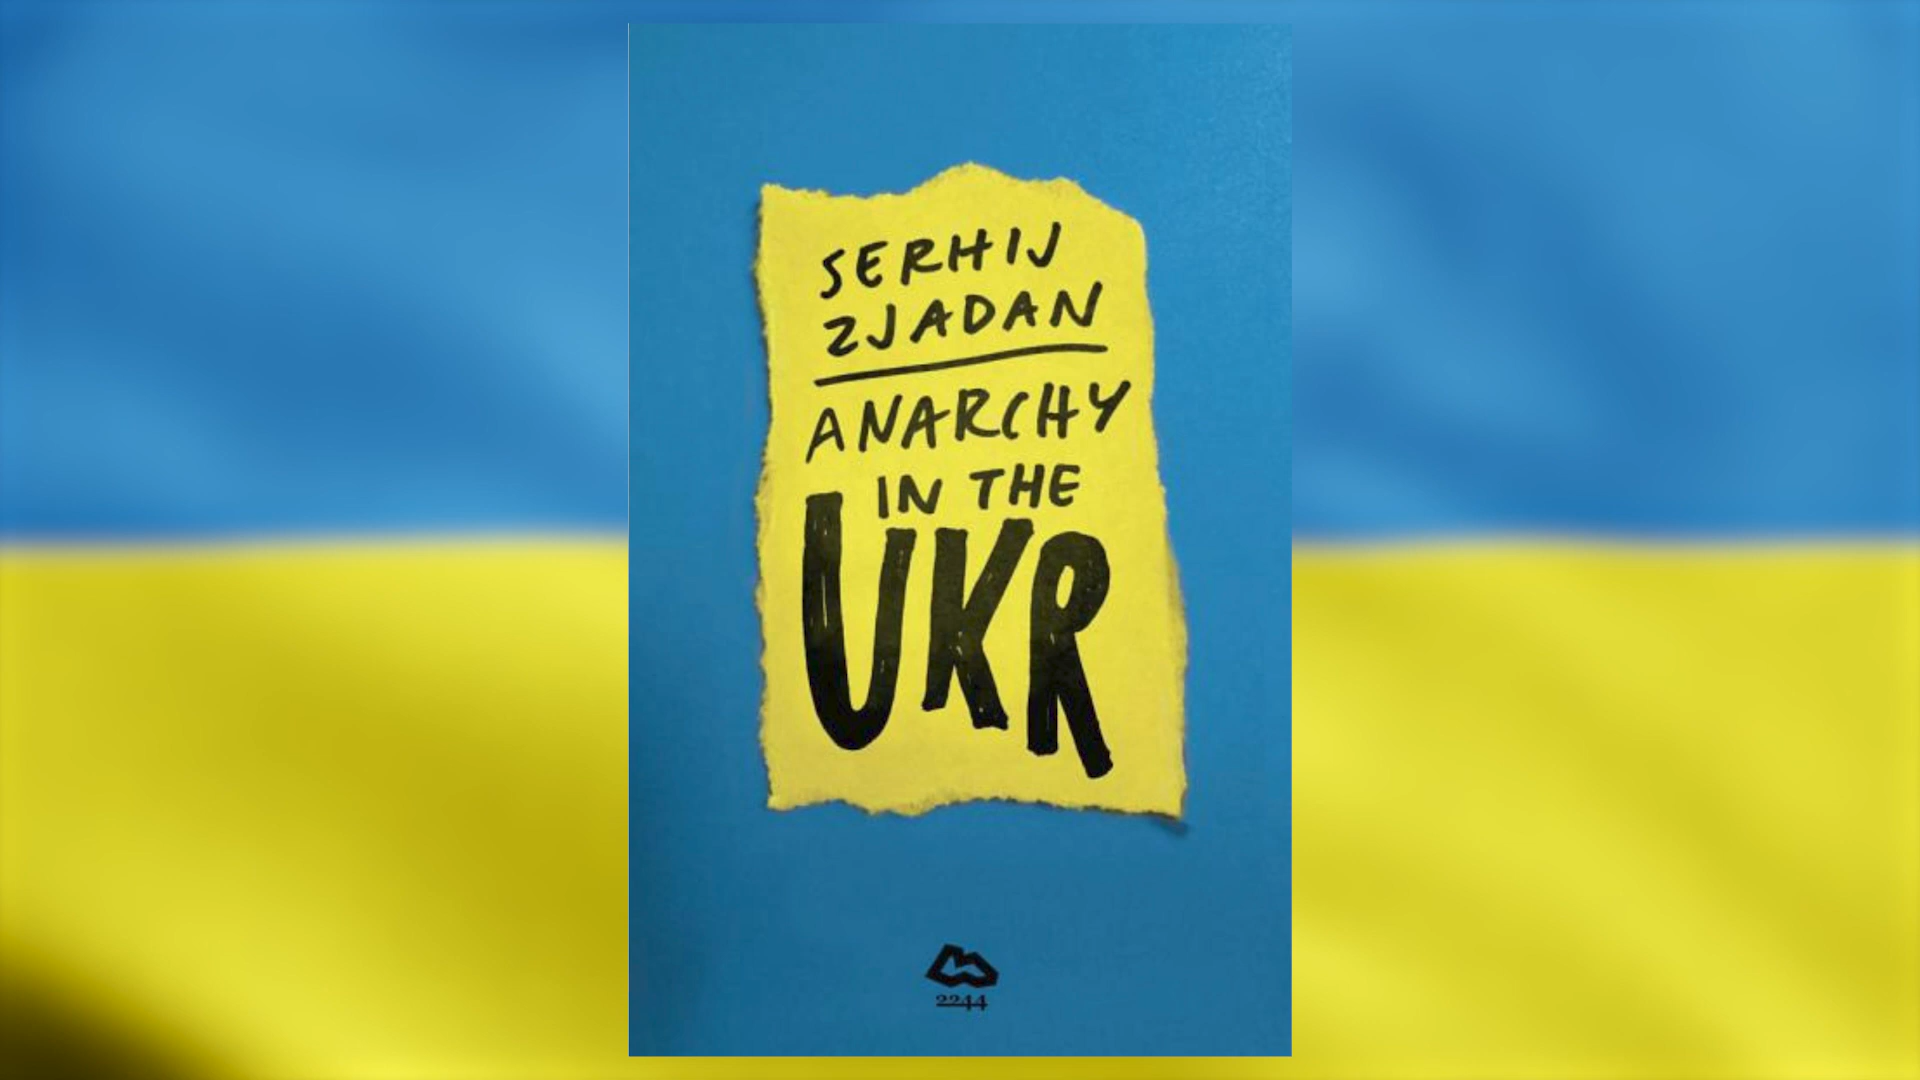 SERHIJ
ZJADAN
ANARCHY
IN THE
UKR
2244